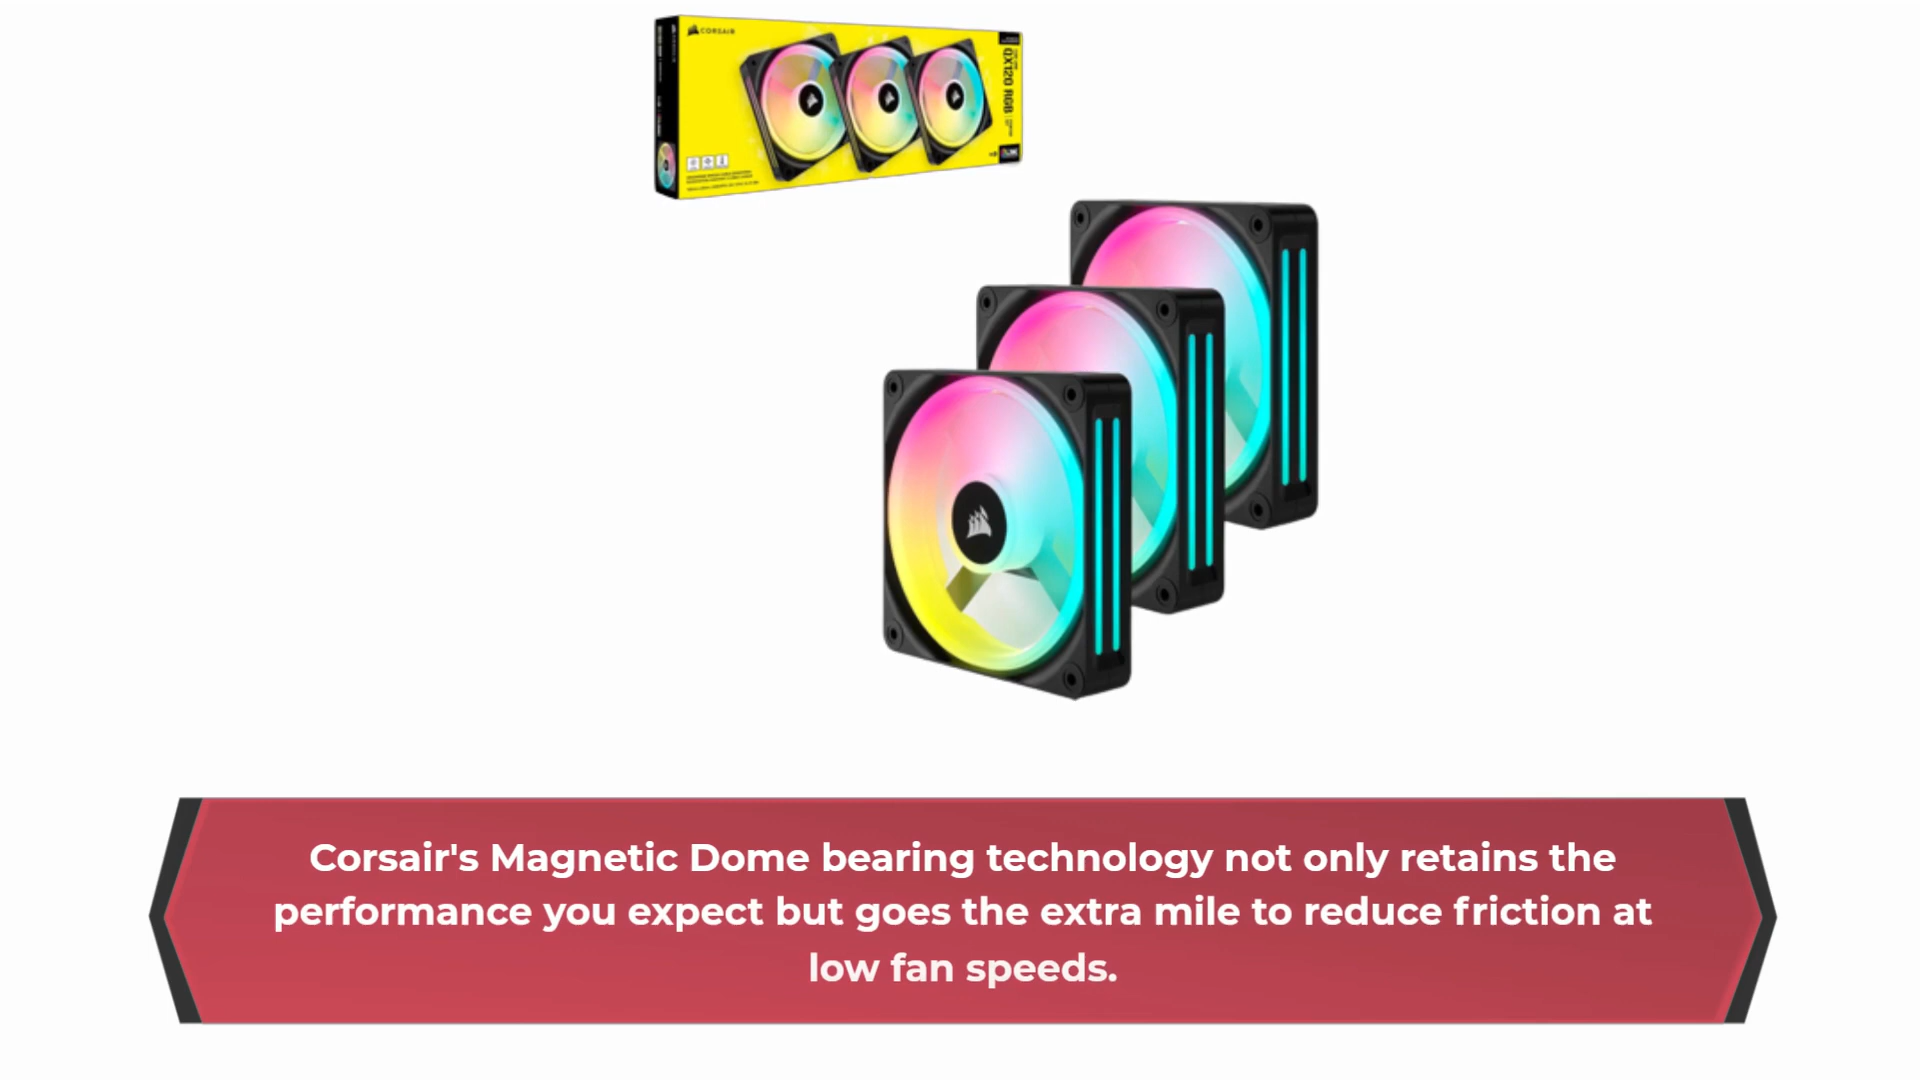 CORSAIR
QX120 RGB
Corsair's Magnetic Dome bearing technology not only retains the
performance you expect but goes the extra mile to reduce friction at
low fan speeds.